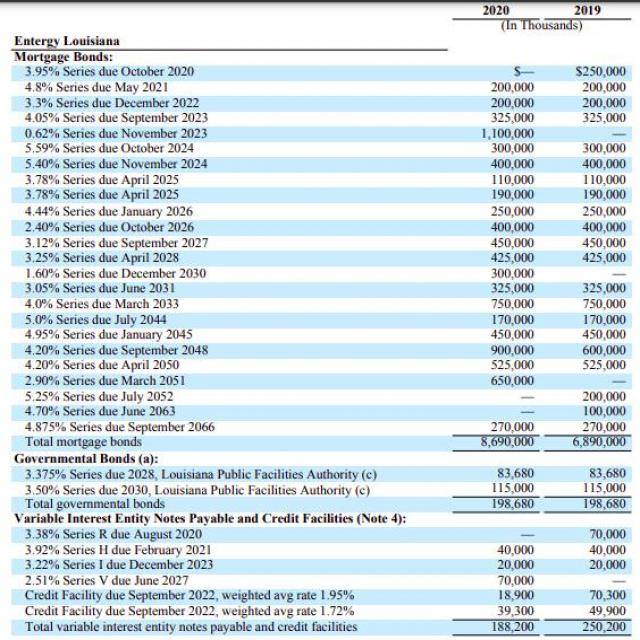 2020 2019
(In Thousands)
Entergy Louisiana
Mortgage Bonds:
3.95% Series due October 2020 $— $250,000
4.8% Series due May 2021 200,000 200,000
3.3% Series due December 2022 200,000 200,000
4.05% Series due September 2023 325,000 325,000
0.62% Series due November 2023 1,100,000 —
5.59% Series due October 2024 300,000 300,000
5.40% Series due November 2024 400,000 400,000
3.78% Series due April 2025 110,000 110,000
3.78% Series due April 2025 190,000 190,000
4.44% Series due January 2026 250,000 250,000
2.40% Series due October 2026 400,000 400,000
3.12% Series due September 2027 450,000 450,000
3.25% Series due April 2028 425,000 425,000
1.60% Series due December 2030 300,000 —
3.05% Series due June 2031 325,000 325,000
4.0% Series due March 2033 750,000 750,000
5.0% Series due July 2044 170,000 170,000
4.95% Series due January 2045 450,000 450,000
4.20% Series due September 2048 900,000 600,000
4.20% Series due April 2050 525,000 525,000
2.90% Series due March 2051 650,000 —
5.25% Series due July 2052 — 200,000
4.70% Series due June 2063 — 100,000
4.875% Series due September 2066 270,000 270,000
Total mortgage bonds 8,690,000 6,890,000
Governmental Bonds (a):
3.375% Series due 2028, Louisiana Public Facilities Authority (c) 83,680 83,680
3.50% Series due 2030, Louisiana Public Facilities Authority (c) 115,000 115,000
Total governmental bonds 198,680 198,680
Variable Interest Entity Notes Payable and Credit Facilities (Note 4):
3.38% Series R due August 2020 — 70,000
3.92% Series H due February 2021 40,000 40,000
3.22% Series I due December 2023 20,000 20,000
2.51% Series V due June 2027 70,000 —
Credit Facility due September 2022, weighted avg rate 1.95% 18,900 70,300
Credit Facility due September 2022, weighted avg rate 1.72% 39,300 49,900
Total variable interest entity notes payable and credit facilities 188,200 250,200